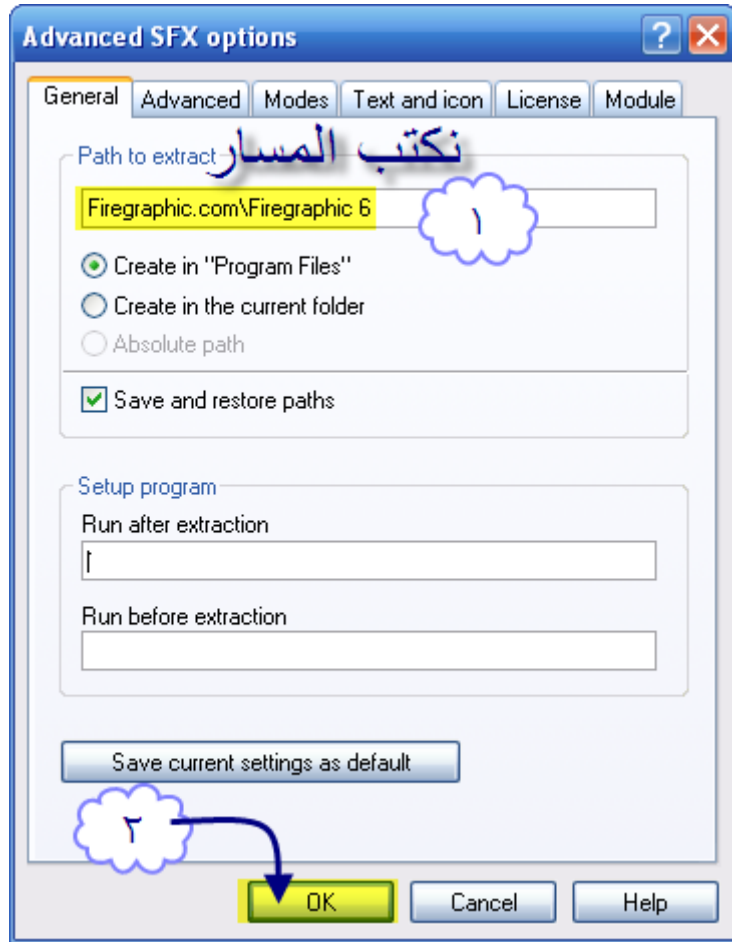 Advanced SFX options
General Advanced Modes Text and icon License Module
Path to extract
نكتب المسار
Firegraphic.com\Firegraphic 6
١
Create in "Program Files"
Create in the current folder
Absolute path
Save and restore paths
Setup program
Run after extraction
Run before extraction
Save current settings as default
٢
OK Cancel Help